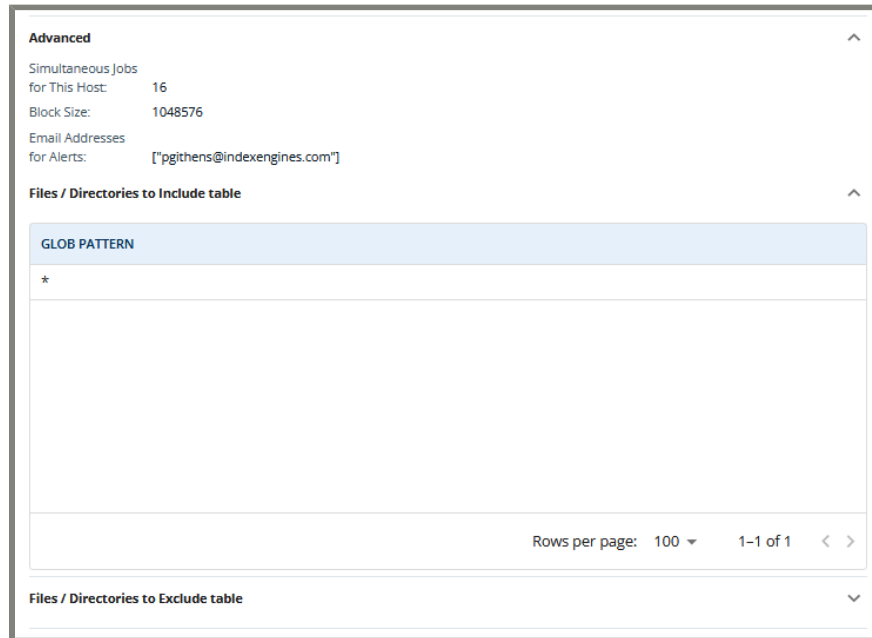 Advanced
Simultaneous Jobs
for This Host: 16
Block Size: 1048576
Email Addresses
for Alerts: ["pgithens@indexengines.com"]
Files / Directories to Include table
GLOB PATTERN
*
Rows per page: 100 1–1 of 1
Files / Directories to Exclude table